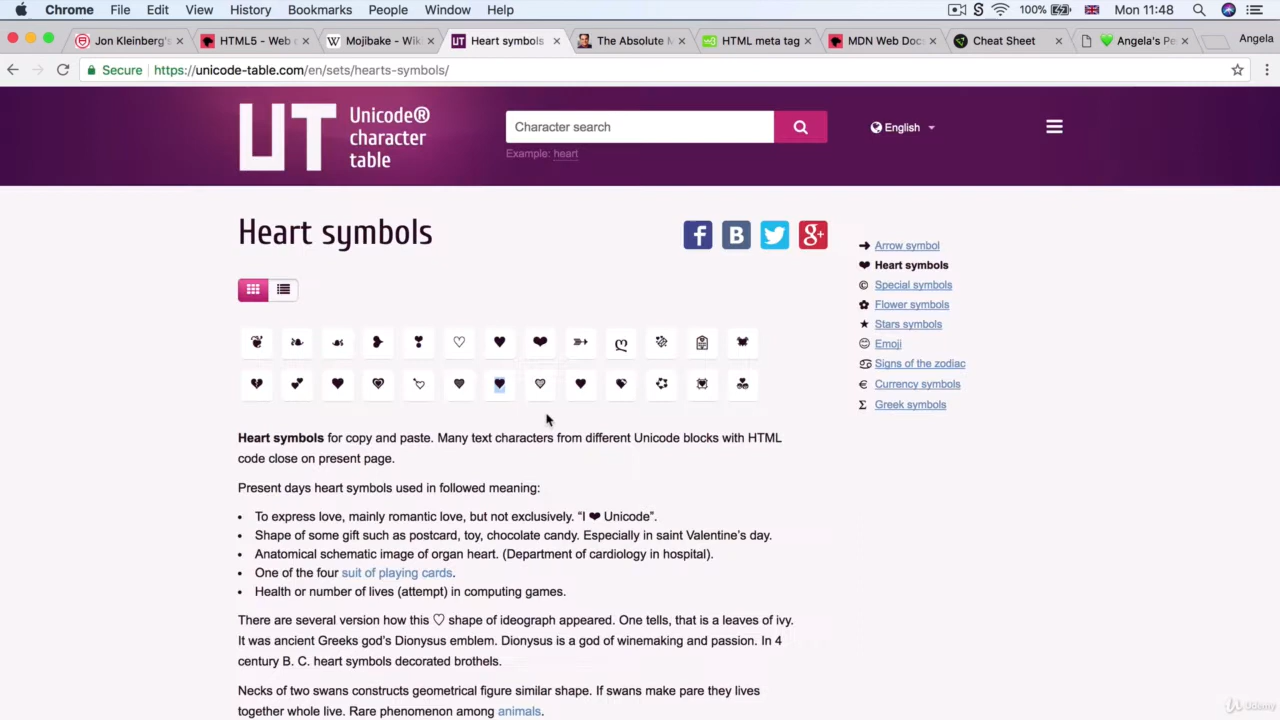 Chrome File Edit View History Bookmarks People Window Help 100% Mon 11:48
Jon Kleinberg's × HTML5 - Web × Mojibake - Wik × Heart symbols × The Absolute × HTML meta tag × MDN Web Doc × Cheat Sheet × 💚 Angela's Pe × Angela
Secure https://unicode-table.com/en/sets/hearts-symbols/
UT
Unicode®
character
table
Character search
English
Example: heart
Heart symbols
Arrow symbol
Heart symbols
Special symbols
Flower symbols
Stars symbols
Emoji
Signs of the zodiac
Currency symbols
Greek symbols
Heart symbols for copy and paste. Many text characters from different Unicode blocks with HTML
code close on present page.
Present days heart symbols used in followed meaning:
• To express love, mainly romantic love, but not exclusively. “I ❤ Unicode”.
• Shape of some gift such as postcard, toy, chocolate candy. Especially in saint Valentine’s day.
• Anatomical schematic image of organ heart. (Department of cardiology in hospital).
• One of the four suit of playing cards.
• Health or number of lives (attempt) in computing games.
There are several version how this ♡ shape of ideograph appeared. One tells, that is a leaves of ivy.
It was ancient Greeks god’s Dionysus emblem. Dionysus is a god of winemaking and passion. In 4
century B. C. heart symbols decorated brothels.
Necks of two swans constructs geometrical figure similar shape. If swans make pare they lives
together whole live. Rare phenomenon among animals.
Udemy